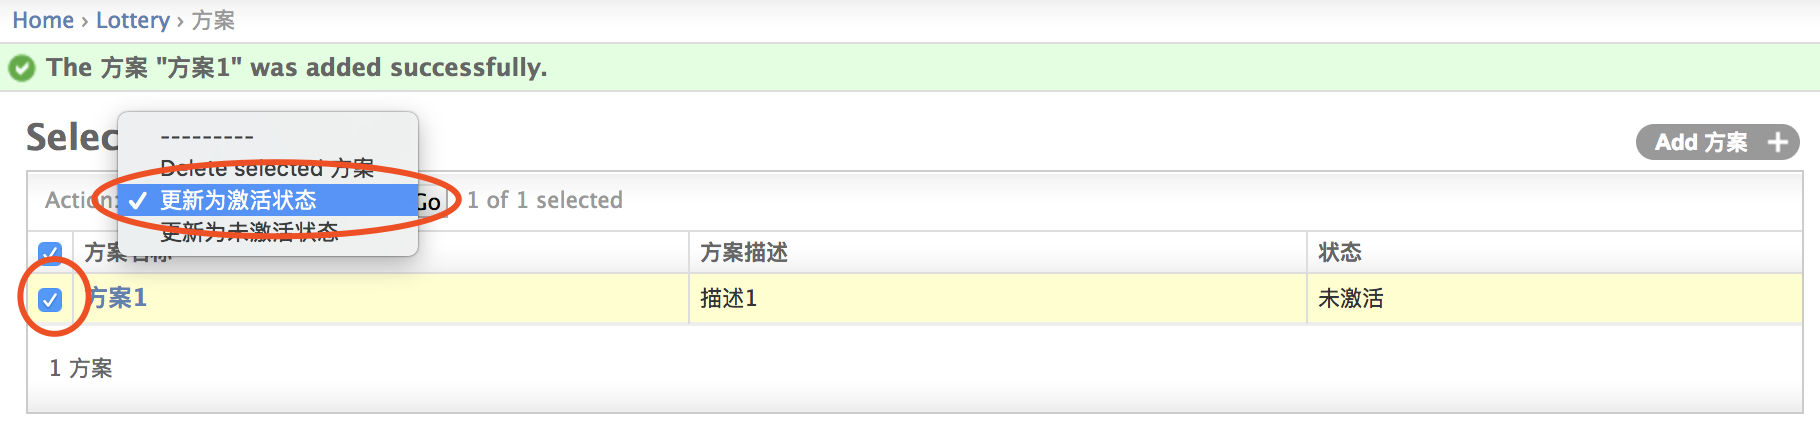 Home › Lottery › 方案
The 方案 "方案1" was added successfully.
Selec
Add 方案 +
---------
Delete selected 方案
Action: 更新为激活状态 Go 1 of 1 selected
更新为未激活状态
方案名称 方案描述 状态
方案1 描述1 未激活
1 方案